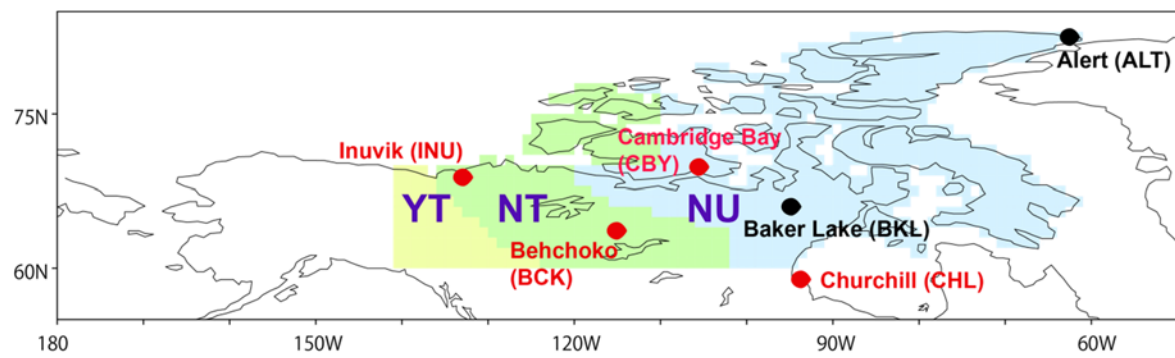 Alert (ALT)
75N
Inuvik (INU)
Cambridge Bay
(CBY)
YT
NT
NU
Baker Lake (BKL)
Behchoko
(BCK)
60N
Churchill (CHL)
180
150W
120W
90W
60W